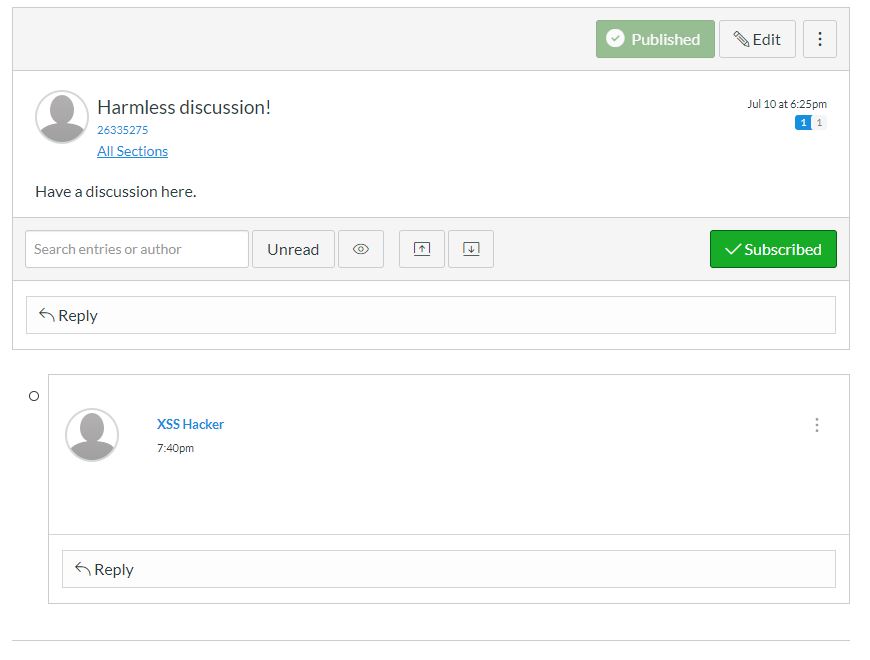 Published
Edit
Harmless discussion!
Jul 10 at 6:25pm
26335275
1 1
All Sections
Have a discussion here.
Search entries or author
Unread
Subscribed
Reply
XSS Hacker
7:40pm
Reply